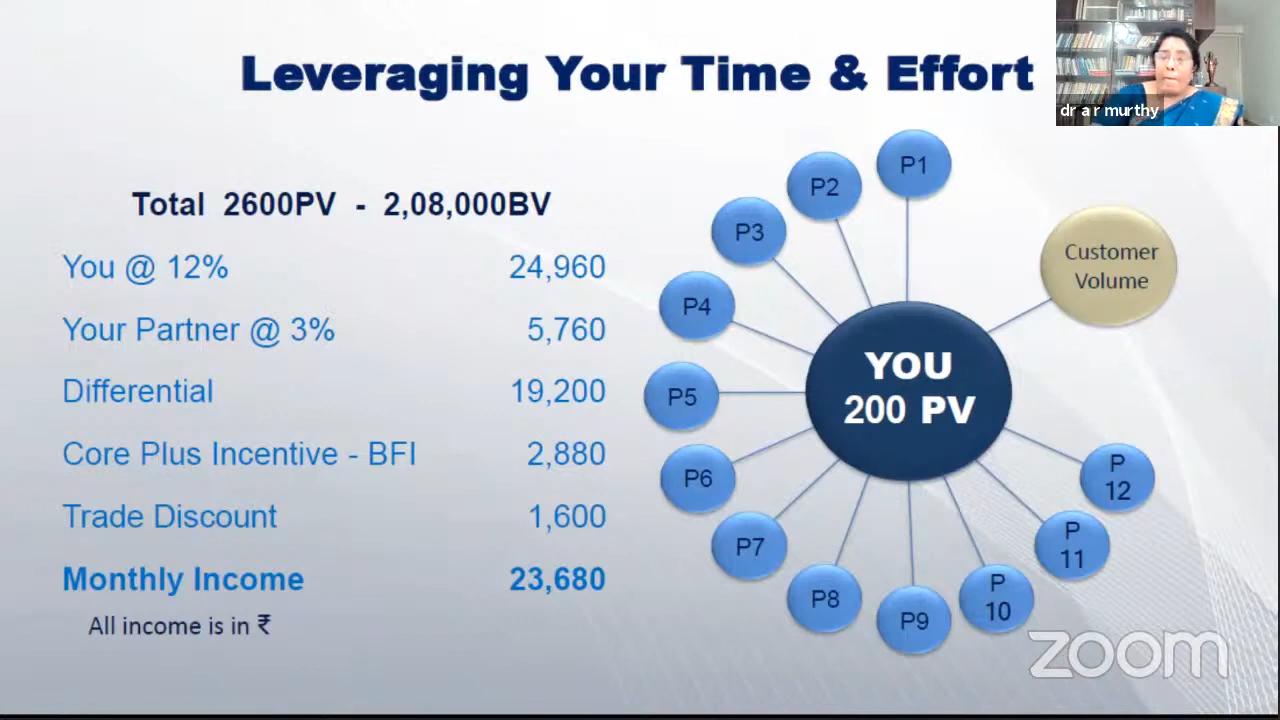 Leveraging Your Time & Effort
dr a r murthy
Total 2600PV - 2,08,000BV
You @ 12% 24,960
Your Partner @ 3% 5,760
Differential 19,200
Core Plus Incentive - BFI 2,880
Trade Discount 1,600
Monthly Income 23,680
All income is in ₹
P1
P2
P3
P4
P5
P6
P7
P8
P9
P
10
P
11
P
12
Customer
Volume
YOU
200 PV
zoom